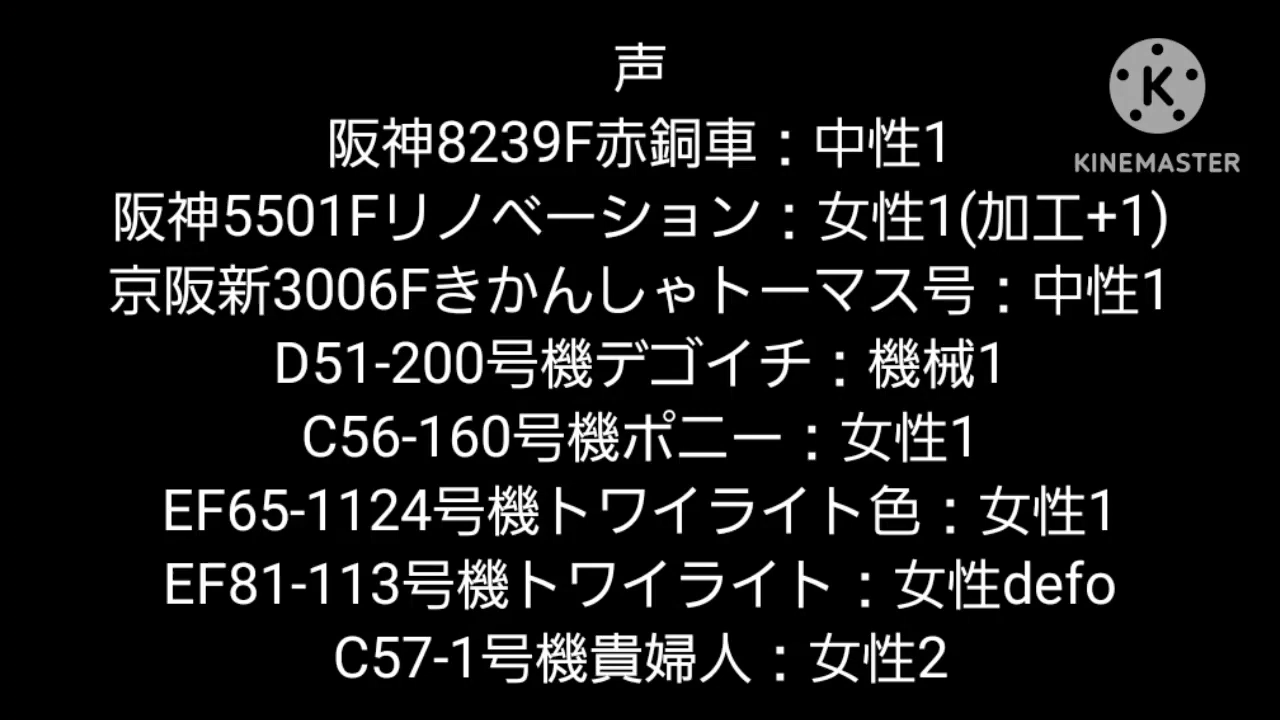 声
阪神8239F赤銅車：中性1
阪神5501Fリノベーション：女性1(加工+1)
京阪新3006Fきかんしゃトーマス号：中性1
D51-200号機デゴイチ：機械1
C56-160号機ポニー：女性1
EF65-1124号機トワイライト色：女性1
EF81-113号機トワイライト：女性defo
C57-1号機貴婦人：女性2
K
KINEMASTER